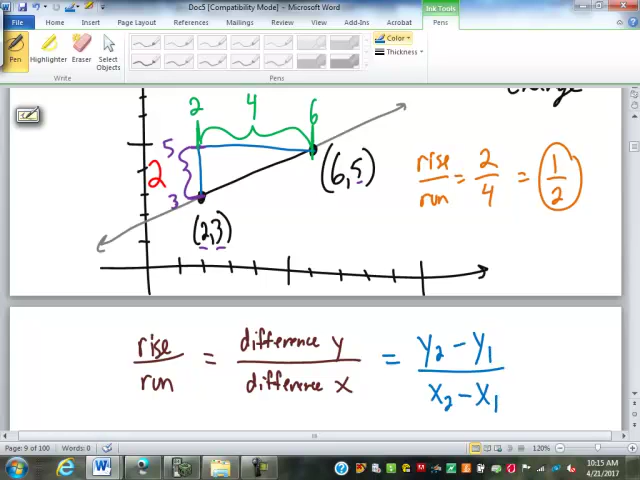 Doc5 [Compatibility Mode] - Microsoft Word
Ink Tools
File Home Insert Page Layout References Mailings Review View Add-Ins Acrobat Pens
Pen Highlighter Eraser Select Objects
Color
Thickness
Write Pens
change
2 4 6
5
2
3
(6,5)
(2,3)
rise/run = 2/4 = 1/2
rise/run = difference y/difference x = y₂ - y₁/x₂ - x₁
Page: 9 of 100 Words: 0 120%
10:15 AM
4/21/2017